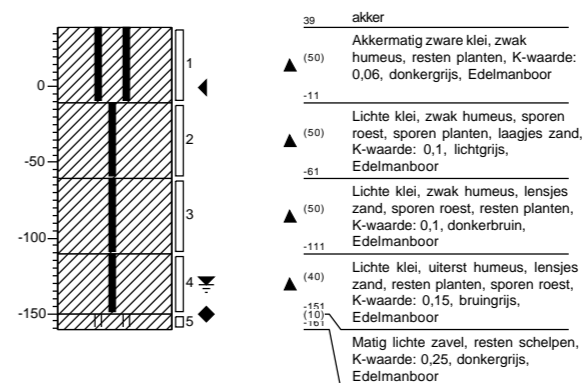 0
-50
-100
-150
1
2
3
4
5
39 akker
(50) Akkermatig zware klei, zwak
humeus, resten planten, K-waarde:
0,06, donkergrijs, Edelmanboor
-11
Lichte klei, zwak humeus, sporen
(50) roest, sporen planten, laagjes zand,
K-waarde: 0,1, lichtgrijs,
Edelmanboor
-61
Lichte klei, zwak humeus, lensjes
(50) zand, sporen roest, resten planten,
K-waarde: 0,1, donkerbruin,
Edelmanboor
-111
Lichte klei, uiterst humeus, lensjes
(40) zand, resten planten, sporen roest,
K-waarde: 0,15, bruingrijs,
Edelmanboor
-151
(10)
-161
Matig lichte zavel, resten schelpen,
K-waarde: 0,25, donkergrijs,
Edelmanboor